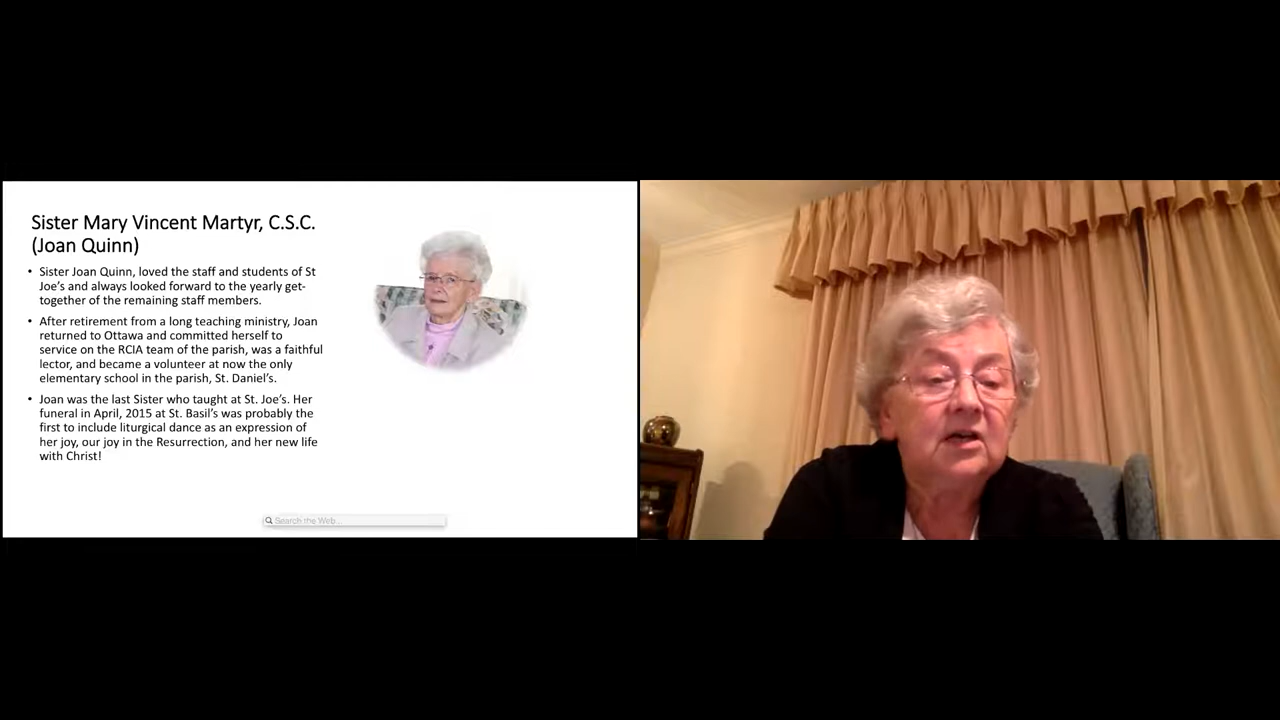 Sister Mary Vincent Martyr, C.S.C.
(Joan Quinn)
• Sister Joan Quinn, loved the staff and students of St
Joe's and always looked forward to the yearly get-
together of the remaining staff members.
• After retirement from a long teaching ministry, Joan
returned to Ottawa and committed herself to
service on the RCIA team of the parish, was a faithful
lector, and became a volunteer at now the only
elementary school in the parish, St. Daniel's.
• Joan was the last Sister who taught at St. Joe's. Her
funeral in April, 2015 at St. Basil's was probably the
first to include liturgical dance as an expression of
her joy, our joy in the Resurrection, and her new life
with Christ!
Search the Web...